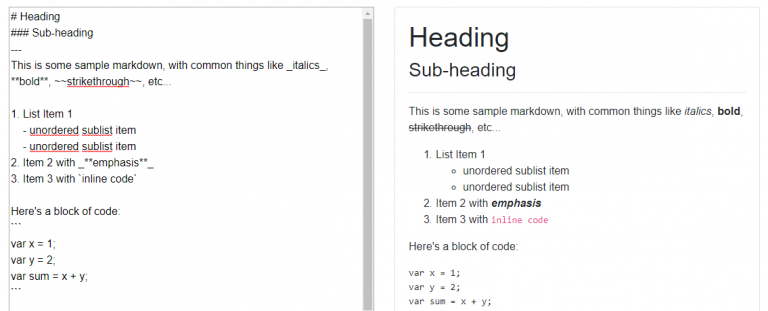 # Heading
### Sub-heading
---
This is some sample markdown, with common things like _italics_,
**bold**, ~~strikethrough~~, etc...
1. List Item 1
- unordered sublist item
- unordered sublist item
2. Item 2 with _**emphasis**_
3. Item 3 with `inline code`
Here's a block of code:
```
var x = 1;
var y = 2;
var sum = x + y;
```
Heading
Sub-heading
This is some sample markdown, with common things like italics, bold,
strikethrough, etc...
1. List Item 1
○ unordered sublist item
○ unordered sublist item
2. Item 2 with emphasis
3. Item 3 with inline code
Here's a block of code:
var x = 1;
var y = 2;
var sum = x + y;